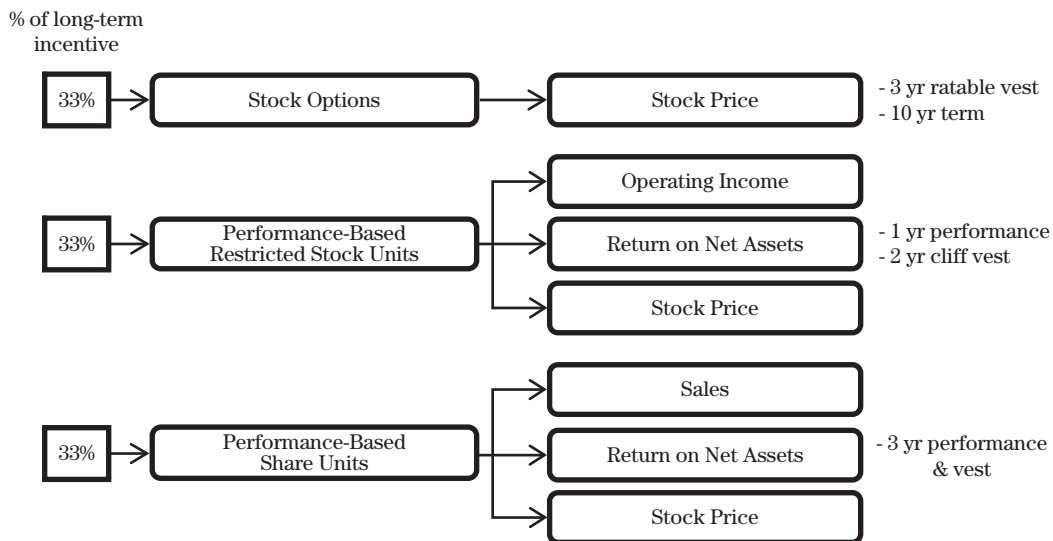 % of long-term
incentive
33%
Stock Options
Stock Price
- 3 yr ratable vest
- 10 yr term
Operating Income
33%
Performance-Based
Restricted Stock Units
Return on Net Assets
- 1 yr performance
- 2 yr cliff vest
Stock Price
Sales
33%
Performance-Based
Share Units
Return on Net Assets
- 3 yr performance
& vest
Stock Price